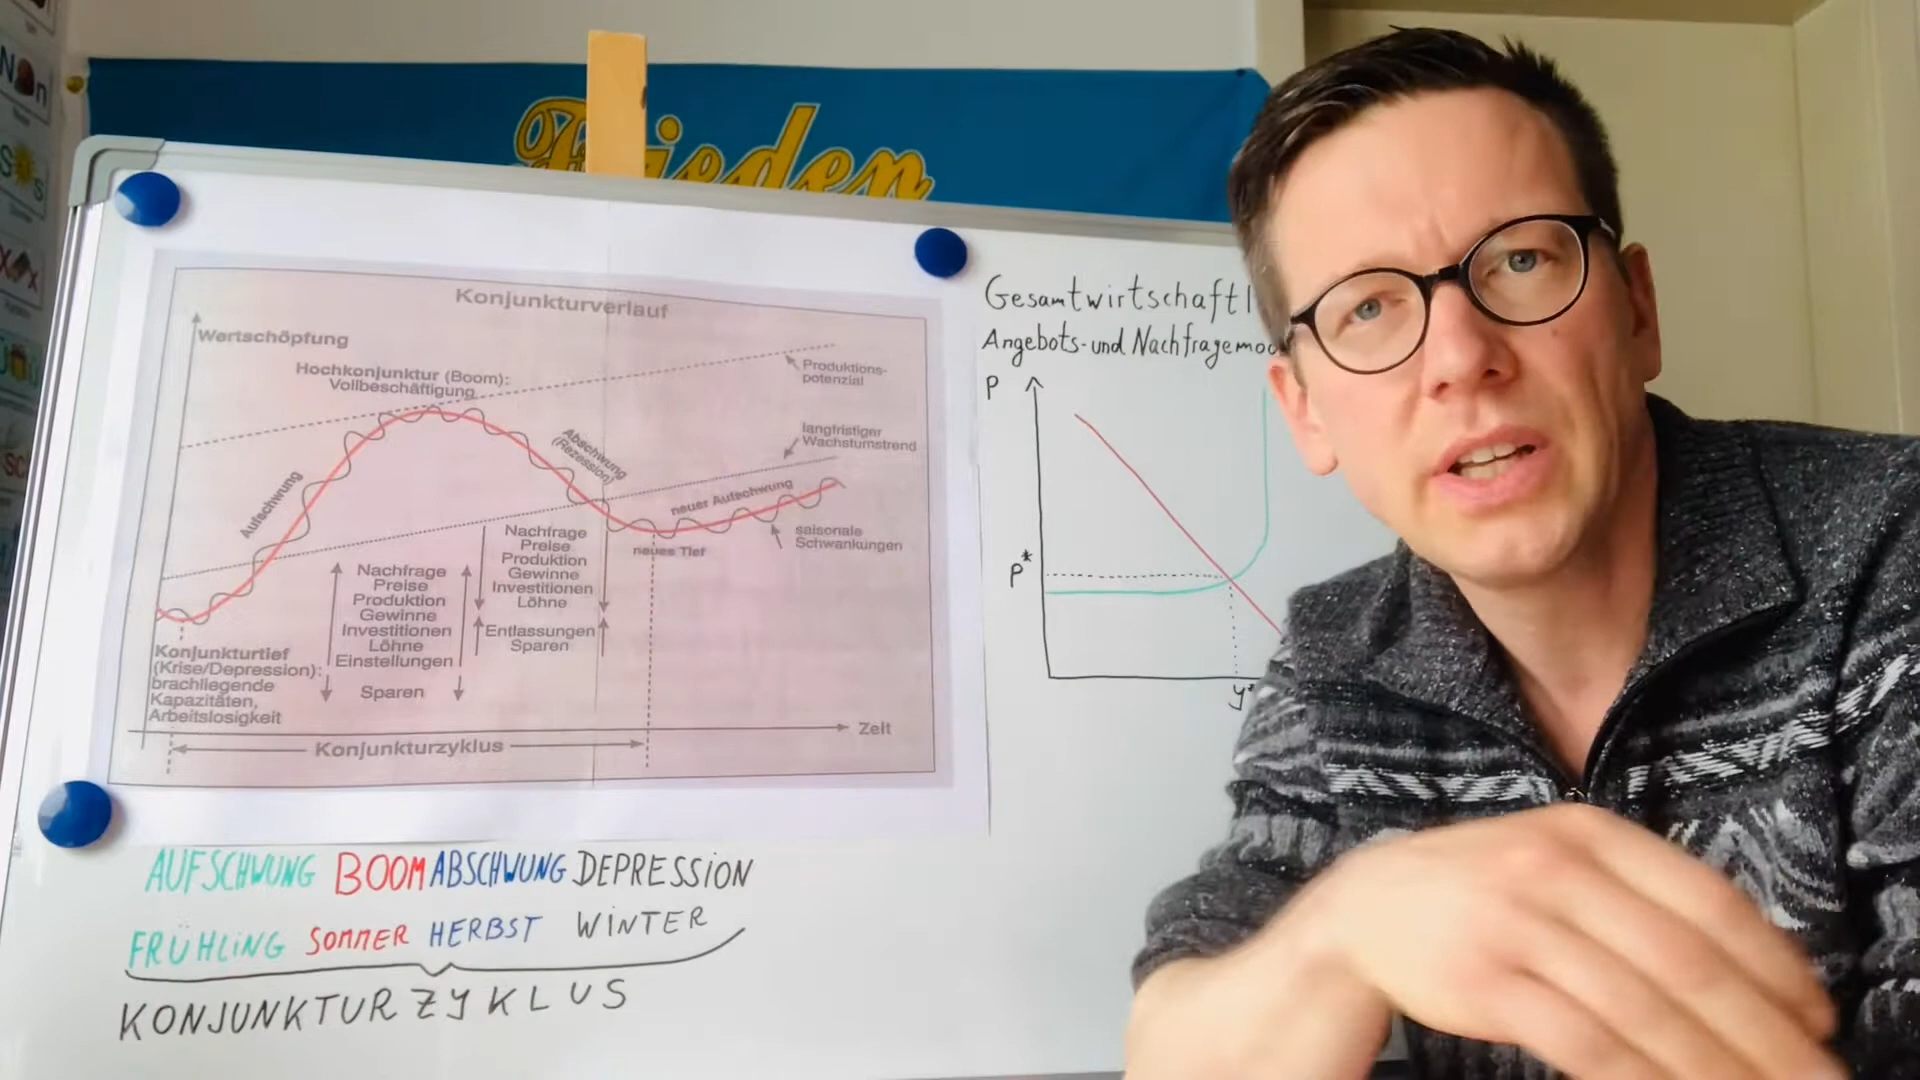 Frieden
Konjunkturverlauf
Wertschöpfung
Hochkonjunktur (Boom):
Vollbeschäftigung
Produktions-
potenzial
langfristiger
Wachstumstrend
Aufschwung
Abschwung
(Rezession)
neuer Aufschwung
saisonale
Schwankungen
neues Tief
Nachfrage
Preise
Produktion
Gewinne
Investitionen
Löhne
Entlassungen
Sparen
Nachfrage
Preise
Produktion
Gewinne
Investitionen
Löhne
Einstellungen
Sparen
Konjunkturtief
(Krise/Depression):
brachliegende
Kapazitäten,
Arbeitslosigkeit
Zeit
Konjunkturzyklus
Gesamtwirtschaftl
Angebots- und Nachfragemod
P
P*
Y*
AUFSCHWUNG BOOM ABSCHWUNG DEPRESSION
FRÜHLING SOMMER HERBST WINTER
KONJUNKTURZYKLUS